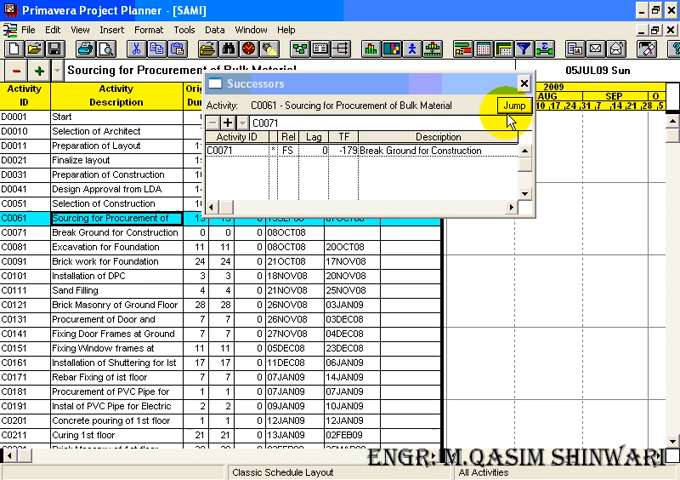 Primavera Project Planner - [SAMI]
File Edit View Insert Format Tools Data Window Help
Sourcing for Procurement of Bulk Material
05JUL09 Sun
Successors
Activity: C0061 - Sourcing for Procurement of Bulk Material
Jump
C0071
Activity ID Rel Lag TF Description
C0071 * FS 0 -179 Break Ground for Construction
2009
AUG SEP O
10 ,17 ,24 ,31 ,7 ,14 ,21 ,28 ,5
Activity ID Activity Description
D0001 Start
D0010 Selection of Architect
D0011 Preparation of Layout
D0021 Finalize layout
D0031 Preparation of Construction
D0041 Design Approval from LDA
C0051 Selection of Construction
C0061 Sourcing for Procurement of
C0071 Break Ground for Construction 0 0 0 08OCT08
C0081 Excavation for Foundation 11 11 0 08OCT08 20OCT08
C0091 Brick work for Foundation 24 24 0 21OCT08 17NOV08
C0101 Installation of DPC 3 3 0 18NOV08 20NOV08
C0111 Sand Filling 4 4 0 21NOV08 25NOV08
C0121 Brick Masonry of Ground Floor 28 28 0 26NOV08 03JAN09
C0131 Procurement of Door and 7 7 0 26NOV08 03DEC08
C0141 Fixing Door Frames at Ground 7 7 0 27NOV08 04DEC08
C0151 Fixing Window frames at 11 11 0 05DEC08 23DEC08
C0161 Installation of Shuttering for Ist 17 17 0 11DEC08 06JAN09
C0171 Rebar Fixing of ist floor 7 7 0 07JAN09 14JAN09
C0181 Procurement of PVC Pipe for 1 1 0 07JAN09 07JAN09
C0191 Instal of PVC Pipe for Electric 2 2 0 09JAN09 10JAN09
C0201 Concrete pouring of 1st floor 1 1 0 12JAN09 12JAN09
C0211 Curing 1st floor 21 21 0 13JAN09 02FEB09
ENGR: M.QASIM SHINWARI
Classic Schedule Layout
All Activities